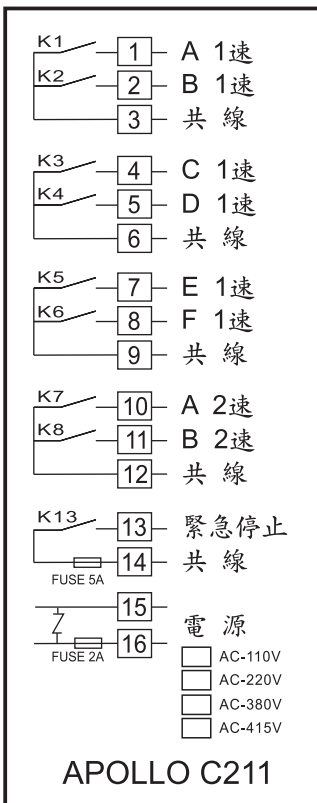 K1 1 A 1速
K2 2 B 1速
3 共 線
K3 4 C 1速
K4 5 D 1速
6 共 線
K5 7 E 1速
K6 8 F 1速
9 共 線
K7 10 A 2速
K8 11 B 2速
12 共 線
K13 13 緊急停止
14 共 線
FUSE 5A
15
電 源
16
FUSE 2A
AC-110V
AC-220V
AC-380V
AC-415V
APOLLO C211